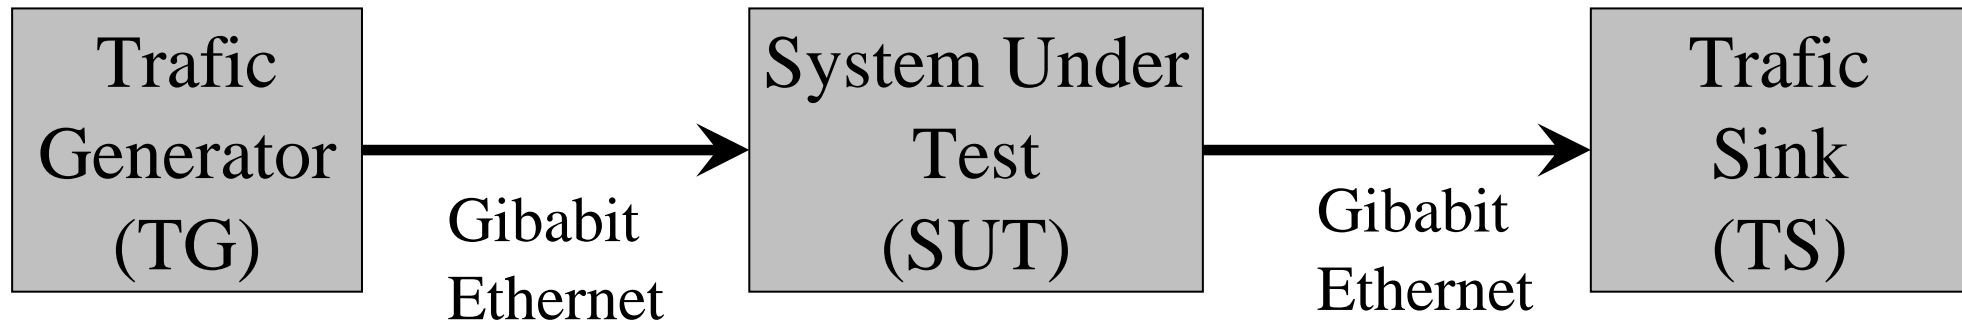 Trafic
Generator
(TG)
Gibabit
Ethernet
System Under
Test
(SUT)
Gibabit
Ethernet
Trafic
Sink
(TS)